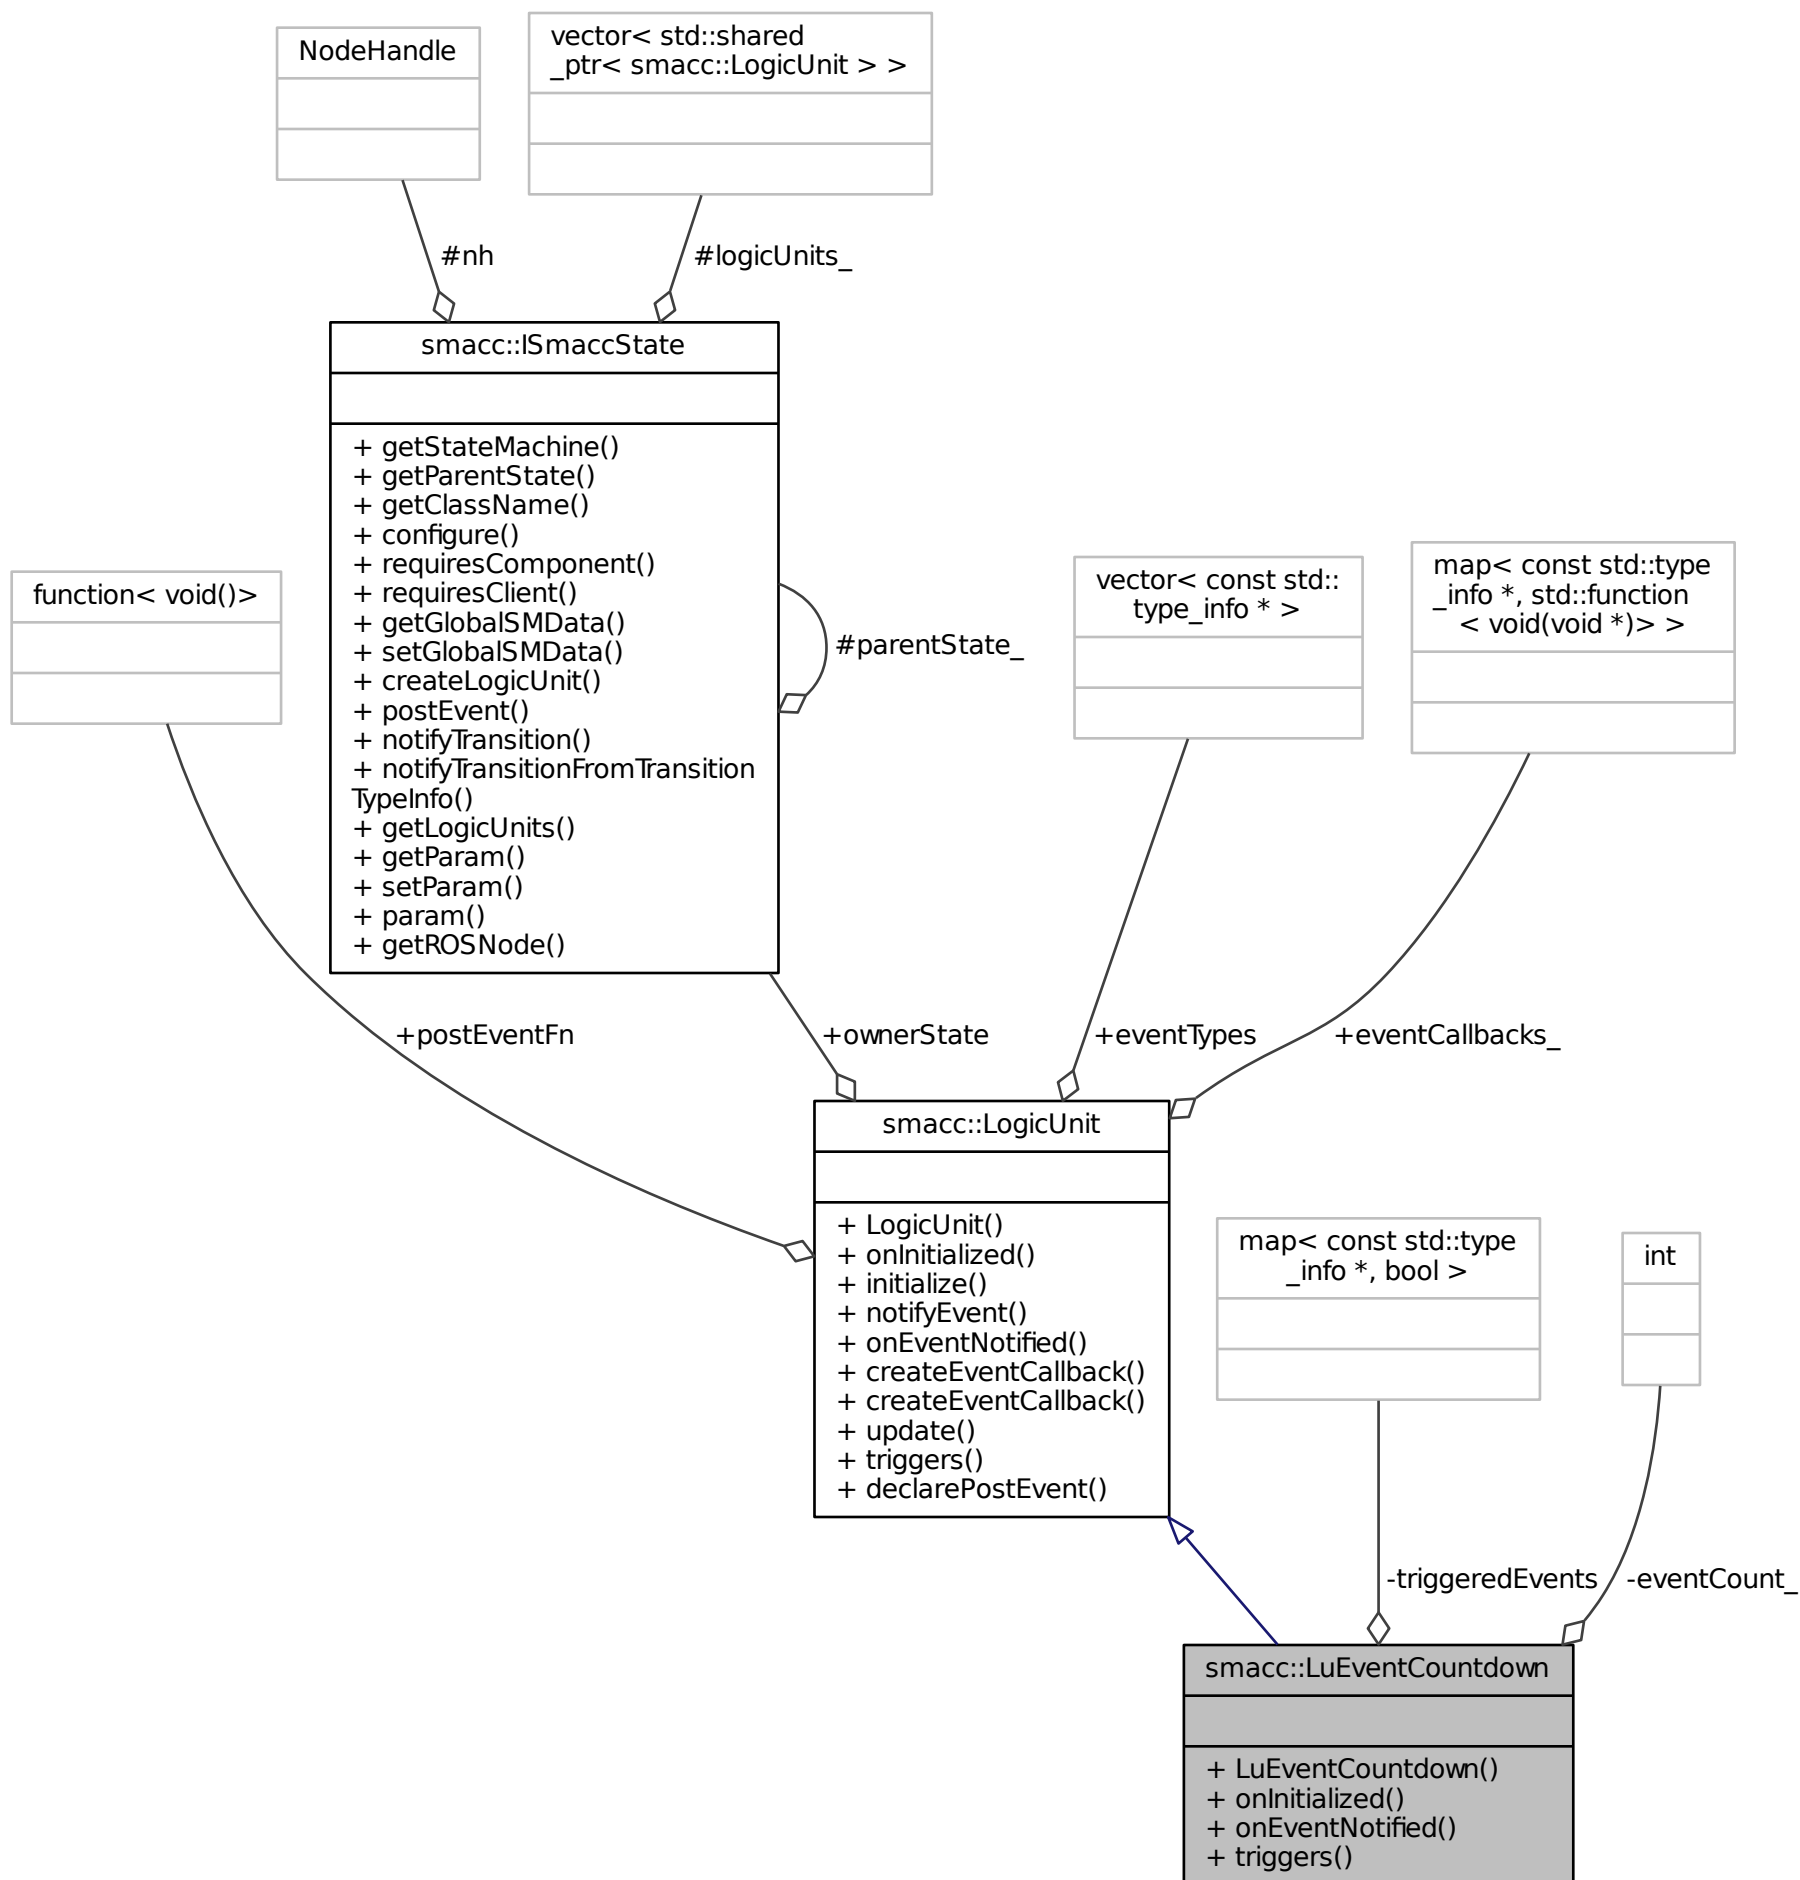 NodeHandle
vector< std::shared
_ptr< smacc::LogicUnit > >
#nh
#logicUnits_
smacc::ISmaccState
+ getStateMachine()
+ getParentState()
+ getClassName()
+ configure()
+ requiresComponent()
+ requiresClient()
+ getGlobalSMData()
+ setGlobalSMData()
+ createLogicUnit()
+ postEvent()
+ notifyTransition()
+ notifyTransitionFromTransition
TypeInfo()
+ getLogicUnits()
+ getParam()
+ setParam()
+ param()
+ getROSNode()
#parentState_
function< void()>
vector< const std::
type_info * >
map< const std::type
_info *, std::function
< void(void *)> >
+postEventFn
+ownerState
+eventTypes
+eventCallbacks_
smacc::LogicUnit
+ LogicUnit()
+ onInitialized()
+ initialize()
+ notifyEvent()
+ onEventNotified()
+ createEventCallback()
+ createEventCallback()
+ update()
+ triggers()
+ declarePostEvent()
map< const std::type
_info *, bool >
int
-triggeredEvents
-eventCount_
smacc::LuEventCountdown
+ LuEventCountdown()
+ onInitialized()
+ onEventNotified()
+ triggers()